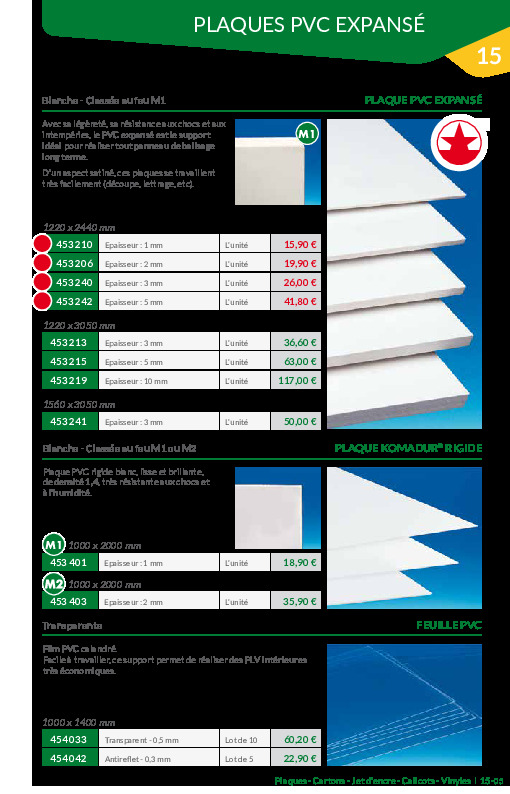 PLAQUES PVC EXPANSÉ
15
Blanche - Classés au feu M1
PLAQUE PVC EXPANSÉ
Avec sa légèreté, sa résistance aux chocs et aux
intempéries, le PVC expansé est le support
idéal pour réaliser tout panneau de balisage
long terme.
D'un aspect satiné, ces plaques se travaillent
très facilement (découpe, lettrage, etc).
M1
1220 x 2440 mm
453210 Epaisseur : 1 mm L'unité 15,90 €
453206 Epaisseur : 2 mm L'unité 19,90 €
453240 Epaisseur : 3 mm L'unité 26,00 €
453242 Epaisseur : 5 mm L'unité 41,80 €
1220 x 3050 mm
453213 Epaisseur : 3 mm L'unité 36,60 €
453215 Epaisseur : 5 mm L'unité 63,00 €
453219 Epaisseur : 10 mm L'unité 117,00 €
1560 x 3050 mm
453241 Epaisseur : 3 mm L'unité 50,00 €
Blanche - Classée au feu M1 ou M2
PLAQUE KOMADUR® RIGIDE
Plaque PVC rigide blanc, lisse et brillante,
de densité 1,4, très résistante aux chocs et
à l'humidité.
M1 1000 x 2000 mm
453 401 Epaisseur : 1 mm L'unité 18,90 €
M2 1000 x 2000 mm
453 403 Epaisseur : 2 mm L'unité 35,90 €
Transparente
FEUILLE PVC
Film PVC calandré.
Facile à travailler, ce support permet de réaliser des PLV intérieures
très économiques.
1000 x 1400 mm
454033 Transparent - 0,5 mm Lot de 10 60,20 €
454042 Antireflet - 0,3 mm Lot de 5 22,90 €
Plaques - Cartons - Jet d'encre - Calicots - Vinyles | 15-05